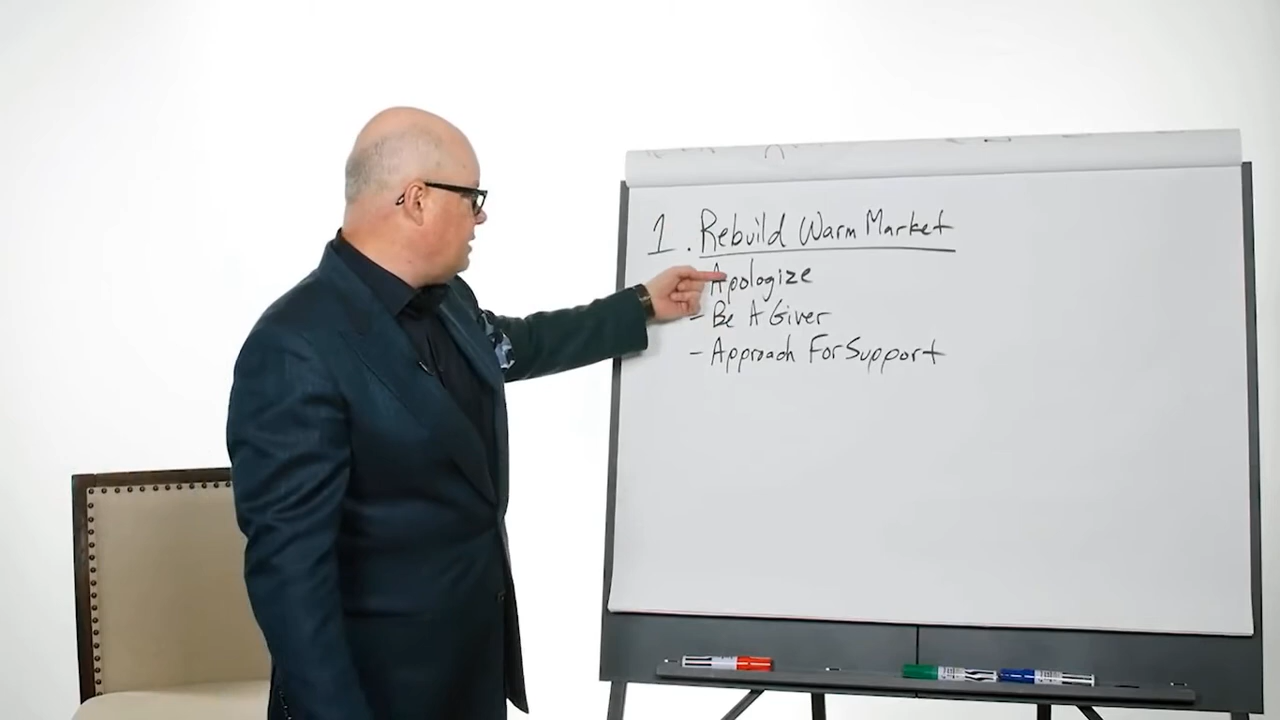 1. Rebuild Warm Market
Apologize
- Be A Giver
- Approach For Support